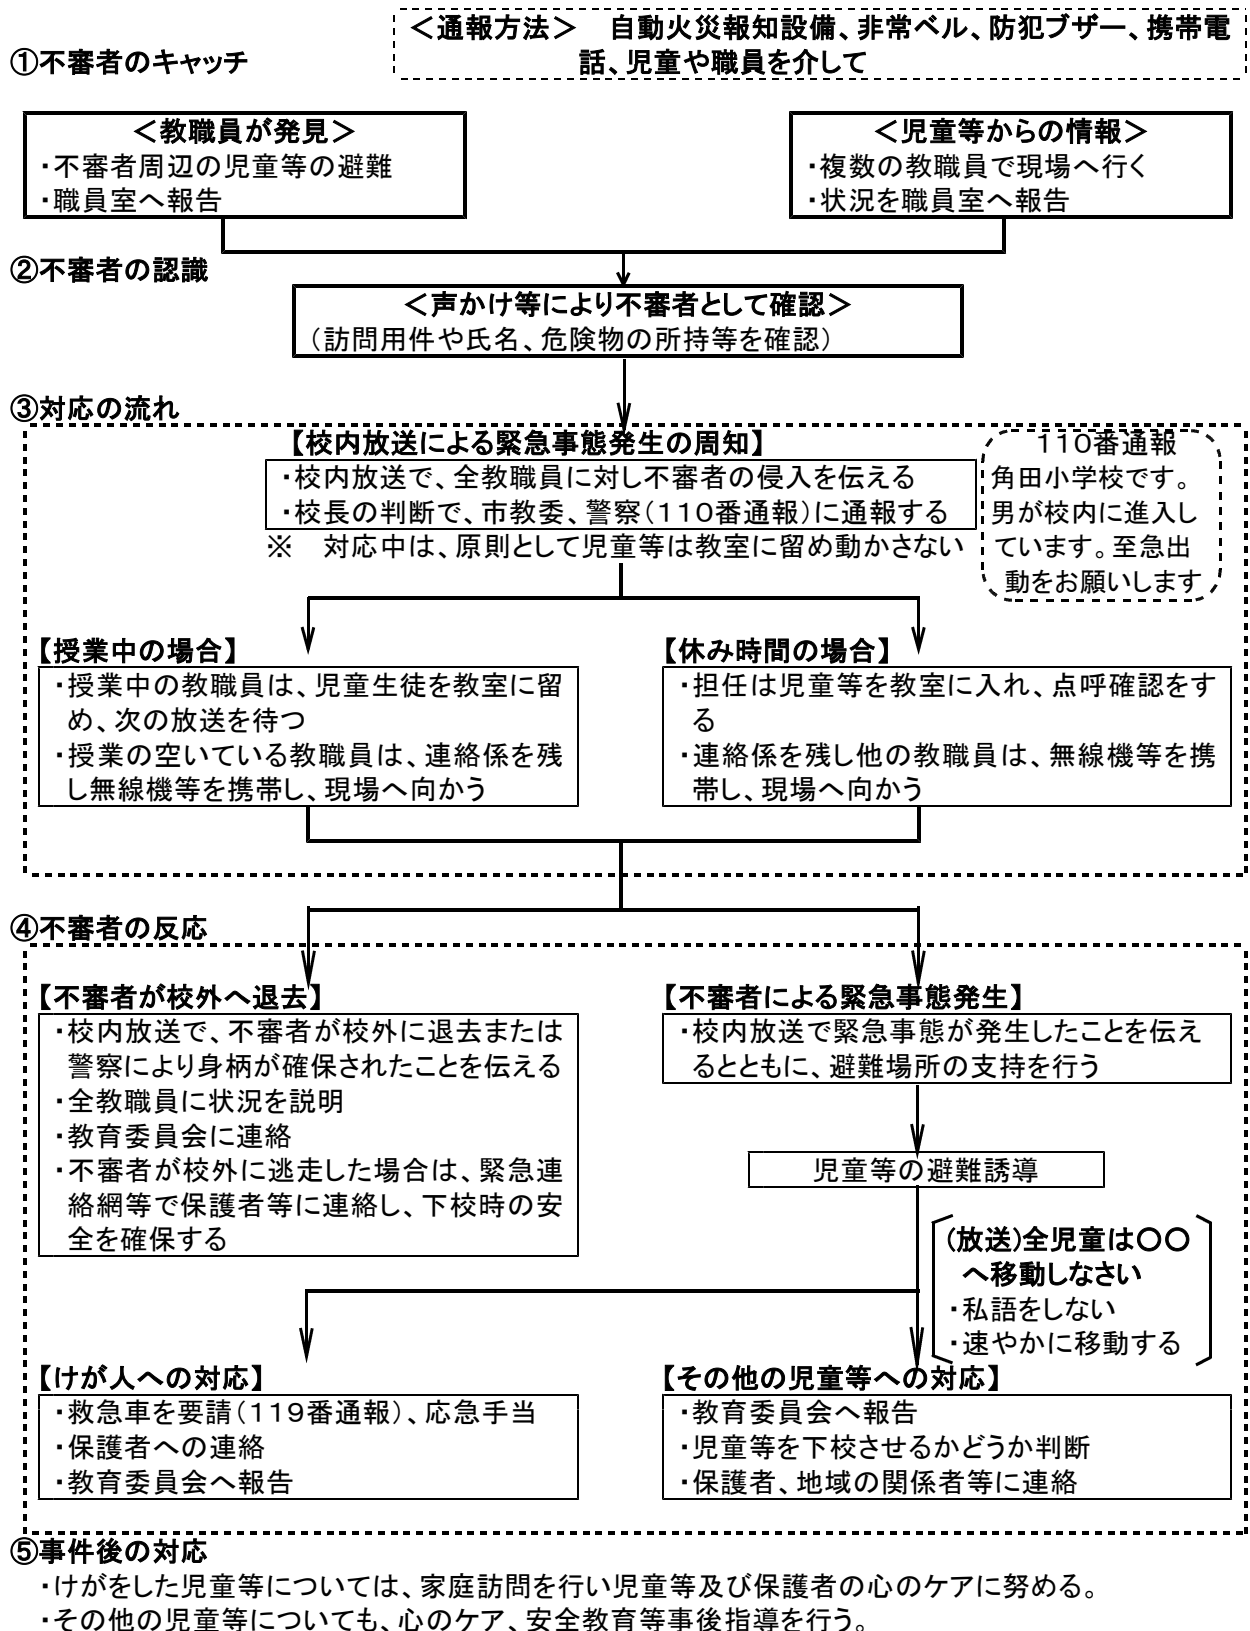 ＜通報方法＞　自動火災報知設備、非常ベル、防犯ブザー、携帯電
話、児童や職員を介して
①不審者のキャッチ
＜教職員が発見＞
・不審者周辺の児童等の避難
・職員室へ報告
＜児童等からの情報＞
・複数の教職員で現場へ行く
・状況を職員室へ報告
②不審者の認識
＜声かけ等により不審者として確認＞
（訪問用件や氏名、危険物の所持等を確認）
③対応の流れ
【校内放送による緊急事態発生の周知】
・校内放送で、全教職員に対し不審者の侵入を伝える
・校長の判断で、市教委、警察（１１０番通報）に通報する
※　対応中は、原則として児童等は教室に留め動かさない
１１０番通報
角田小学校です。
男が校内に進入し
ています。至急出
動をお願いします
【授業中の場合】
・授業中の教職員は、児童生徒を教室に留
め、次の放送を待つ
・授業の空いている教職員は、連絡係を残
し無線機等を携帯し、現場へ向かう
【休み時間の場合】
・担任は児童等を教室に入れ、点呼確認をす
る
・連絡係を残し他の教職員は、無線機等を携
帯し、現場へ向かう
④不審者の反応
【不審者が校外へ退去】
・校内放送で、不審者が校外に退去または
警察により身柄が確保されたことを伝える
・全教職員に状況を説明
・教育委員会に連絡
・不審者が校外に逃走した場合は、緊急連
絡網等で保護者等に連絡し、下校時の安
全を確保する
【不審者による緊急事態発生】
・校内放送で緊急事態が発生したことを伝え
るとともに、避難場所の支持を行う
児童等の避難誘導
（放送）全児童は〇〇
へ移動しなさい
・私語をしない
・速やかに移動する
【けが人への対応】
・救急車を要請（１１９番通報）、応急手当
・保護者への連絡
・教育委員会へ報告
【その他の児童等への対応】
・教育委員会へ報告
・児童等を下校させるかどうか判断
・保護者、地域の関係者等に連絡
⑤事件後の対応
・けがをした児童等については、家庭訪問を行い児童等及び保護者の心のケアに努める。
・その他の児童等についても、心のケア、安全教育等事後指導を行う。